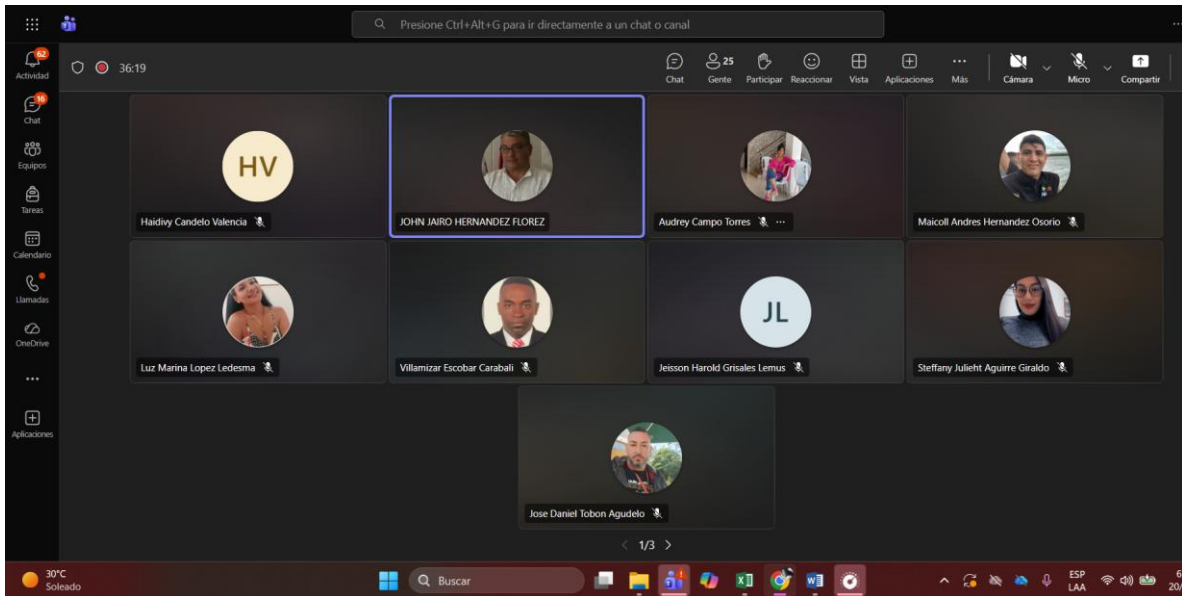 Presione Ctrl+Alt+G para ir directamente a un chat o canal
62
Actividad
36:19
25
Chat Gente Participar Reaccionar Vista Aplicaciones Más Cámara Micro Compartir
16
Chat
Equipos
Tareas
Calendario
Llamadas
OneDrive
Aplicaciones
HV
Haidivy Candelo Valencia
JOHN JAIRO HERNANDEZ FLOREZ
Audrey Campo Torres
Maicoll Andres Hernandez Osorio
Luz Marina Lopez Ledesma
Villamizar Escobar Carabali
JL
Jeisson Harold Grisales Lemus
Steffany Julieht Aguirre Giraldo
Jose Daniel Tobon Agudelo
1/3
30°C
Soleado
Buscar
ESP
LAA
6
20/